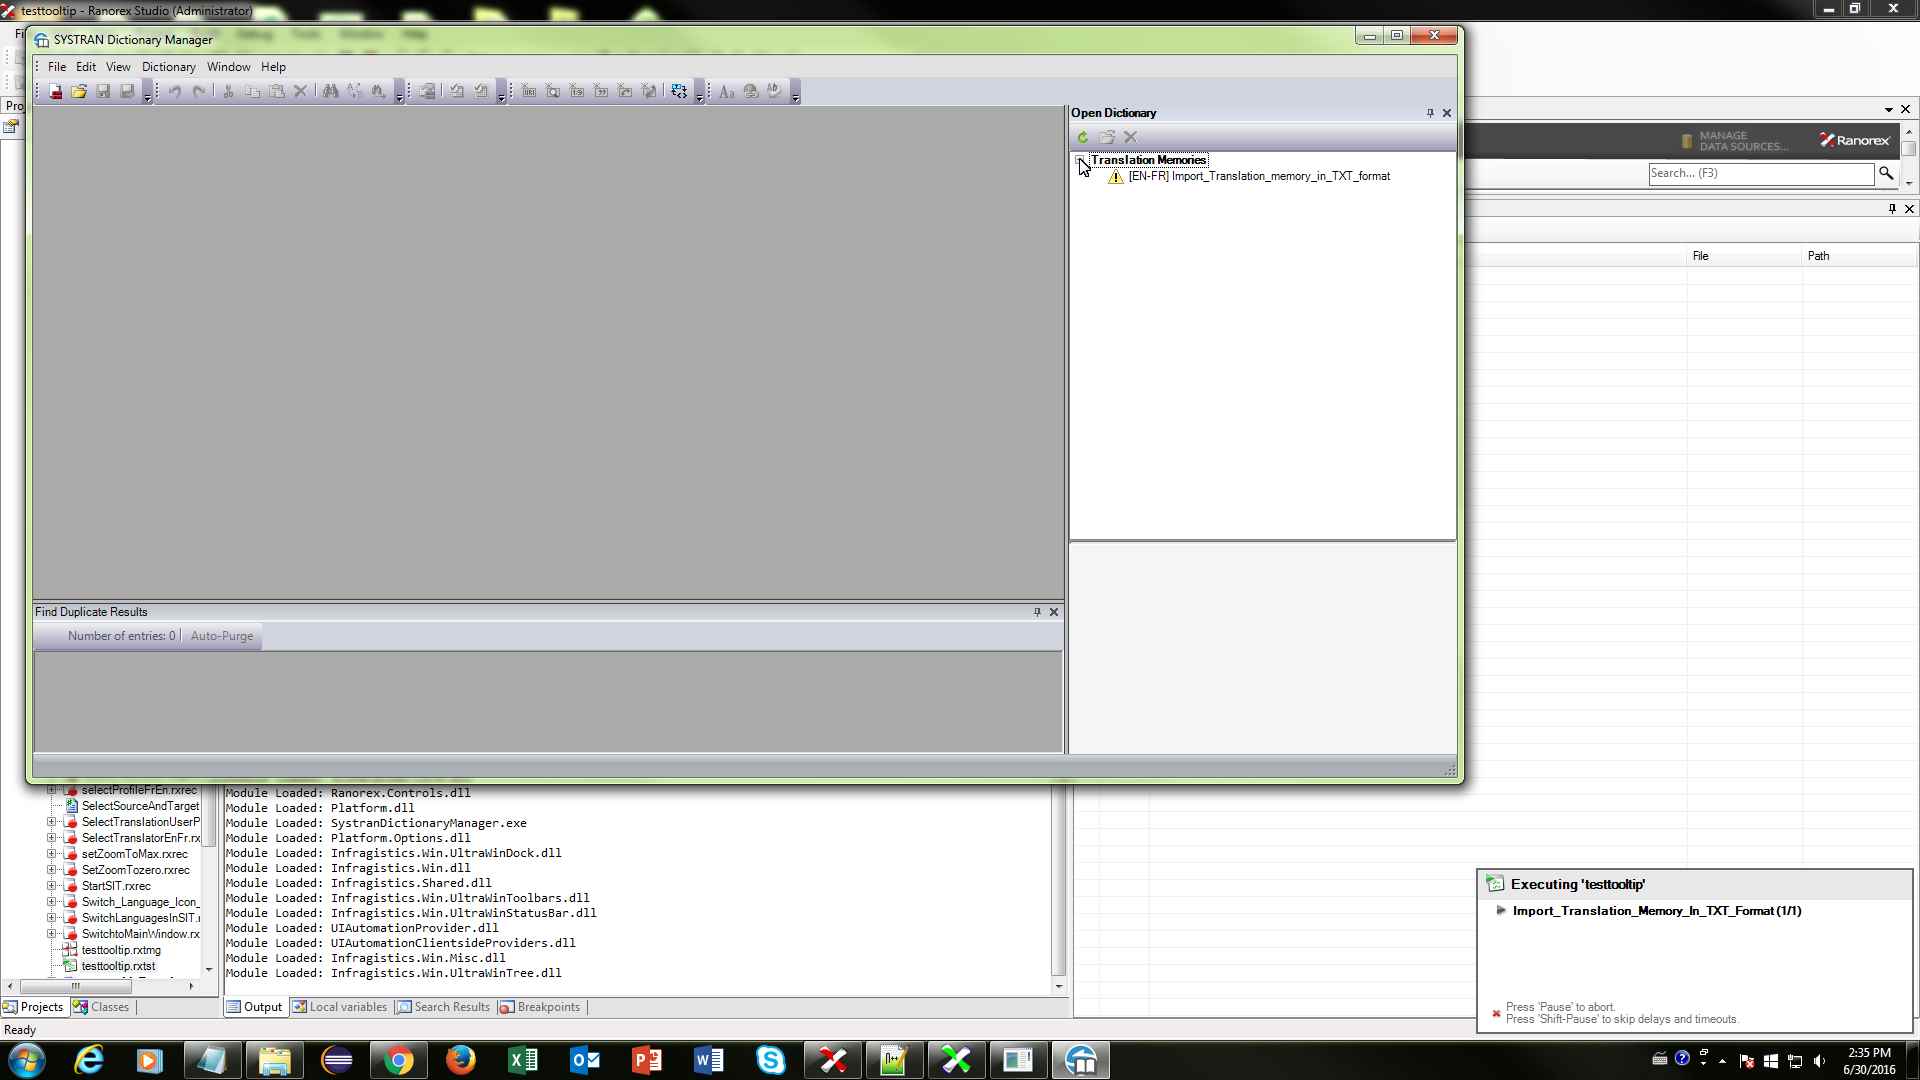 testtooltip - Ranorex Studio (Administrator)
SYSTRAN Dictionary Manager
File Edit View Dictionary Window Help
Open Dictionary
Translation Memories
[EN-FR] Import_Translation_memory_in_TXT_format
MANAGE
DATA SOURCES...
Ranorex
Search... (F3)
File Path
Find Duplicate Results
Number of entries: 0 Auto-Purge
selectProfileFrEn.rxrec
SelectSourceAndTarget
SelectTranslationUserP
SelectTranslatorEnFr.rx
setZoomToMax.rxrec
SetZoomTozero.rxrec
StartSIT.rxrec
Switch_Language_Icon_
SwitchLanguagesInSIT.r
SwitchtoMainWindow.rx
testtooltip.rxtmg
testtooltip.rxtst
Module Loaded: Ranorex.Controls.dll
Module Loaded: Platform.dll
Module Loaded: SystranDictionaryManager.exe
Module Loaded: Platform.Options.dll
Module Loaded: Infragistics.Win.UltraWinDock.dll
Module Loaded: Infragistics.Win.dll
Module Loaded: Infragistics.Shared.dll
Module Loaded: Infragistics.Win.UltraWinToolbars.dll
Module Loaded: Infragistics.Win.UltraWinStatusBar.dll
Module Loaded: UIAutomationProvider.dll
Module Loaded: UIAutomationClientsideProviders.dll
Module Loaded: Infragistics.Win.Misc.dll
Module Loaded: Infragistics.Win.UltraWinTree.dll
Projects Classes
Output Local variables Search Results Breakpoints
Ready
Executing 'testtooltip'
Import_Translation_Memory_In_TXT_Format (1/1)
Press 'Pause' to abort.
Press 'Shift-Pause' to skip delays and timeouts.
2:35 PM
6/30/2016